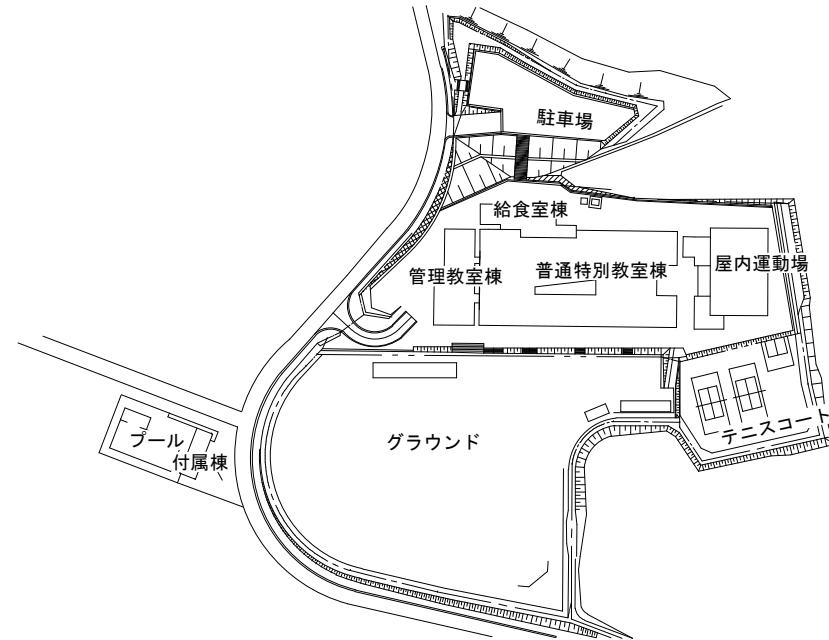 駐車場
給食室棟
管理教室棟
普通特別教室棟
屋内運動場
テニスコート
グラウンド
プール
付属棟